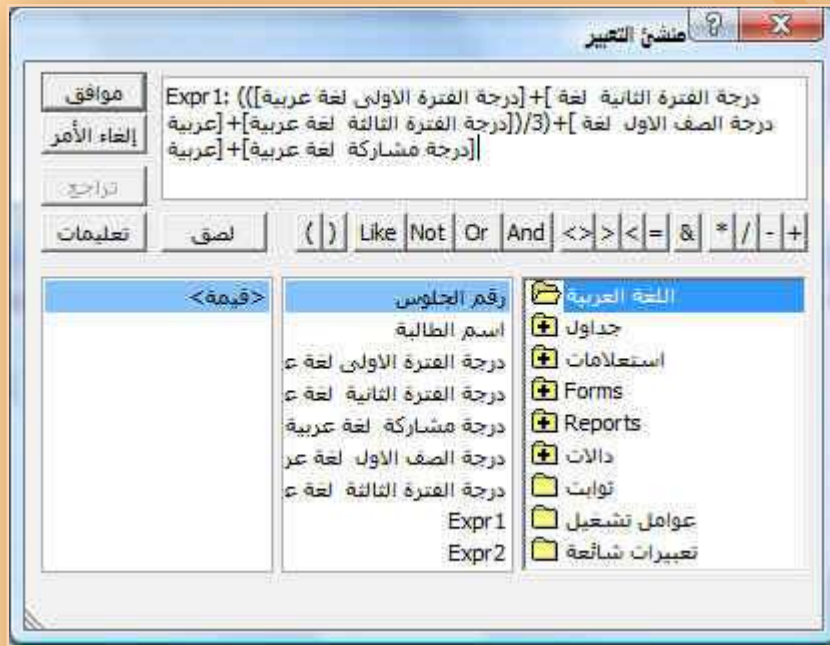 منشئ التعبير
Expr1: (([درجة الفترة الاولى لغة عربية]+[درجة الفترة الثانية  لغة
عربية]+[درجة الفترة الثالثة  لغة عربية])/3)+[درجة الصف الاول  لغة
عربية]+[درجة مشاركة  لغة عربية]
موافق
إلغاء الأمر
تراجع
تعليمات
لصق
( ) Like Not Or And <> > < = & * / - +
اللغة العربية
جداول
استعلامات
Forms
Reports
دالات
ثوابت
عوامل تشغيل
تعبيرات شائعة
رقم الجلوس
اسم الطالبة
درجة الفترة الاولى لغة ع
درجة الفترة الثانية  لغة ع
درجة مشاركة  لغة عربية
درجة الصف الاول  لغة عر
درجة الفترة الثالثة  لغة ع
Expr1
Expr2
<قيمة>